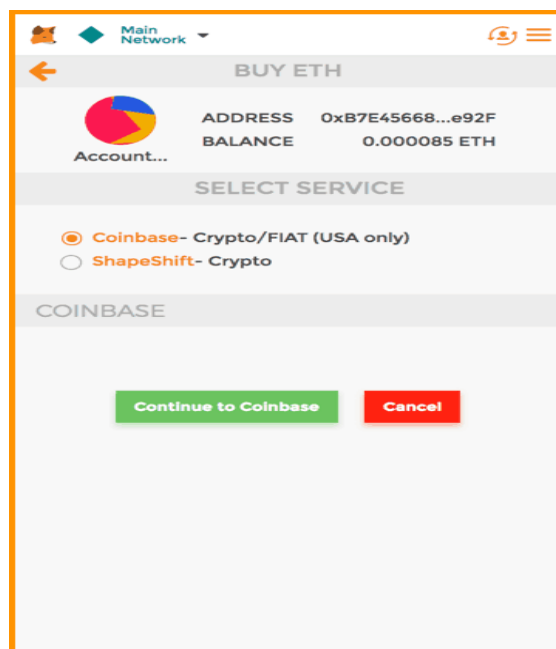 Main
Network
BUY ETH
ADDRESS 0xB7E45668...e92F
BALANCE 0.000085 ETH
Account...
SELECT SERVICE
Coinbase- Crypto/FIAT (USA only)
ShapeShift- Crypto
COINBASE
Continue to Coinbase
Cancel